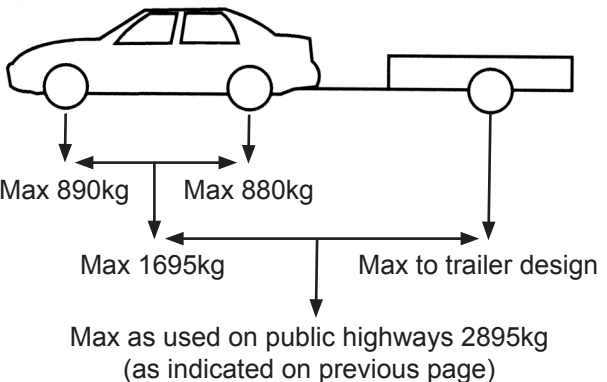 Max 890kg
Max 880kg
Max 1695kg
Max to trailer design
Max as used on public highways 2895kg
(as indicated on previous page)